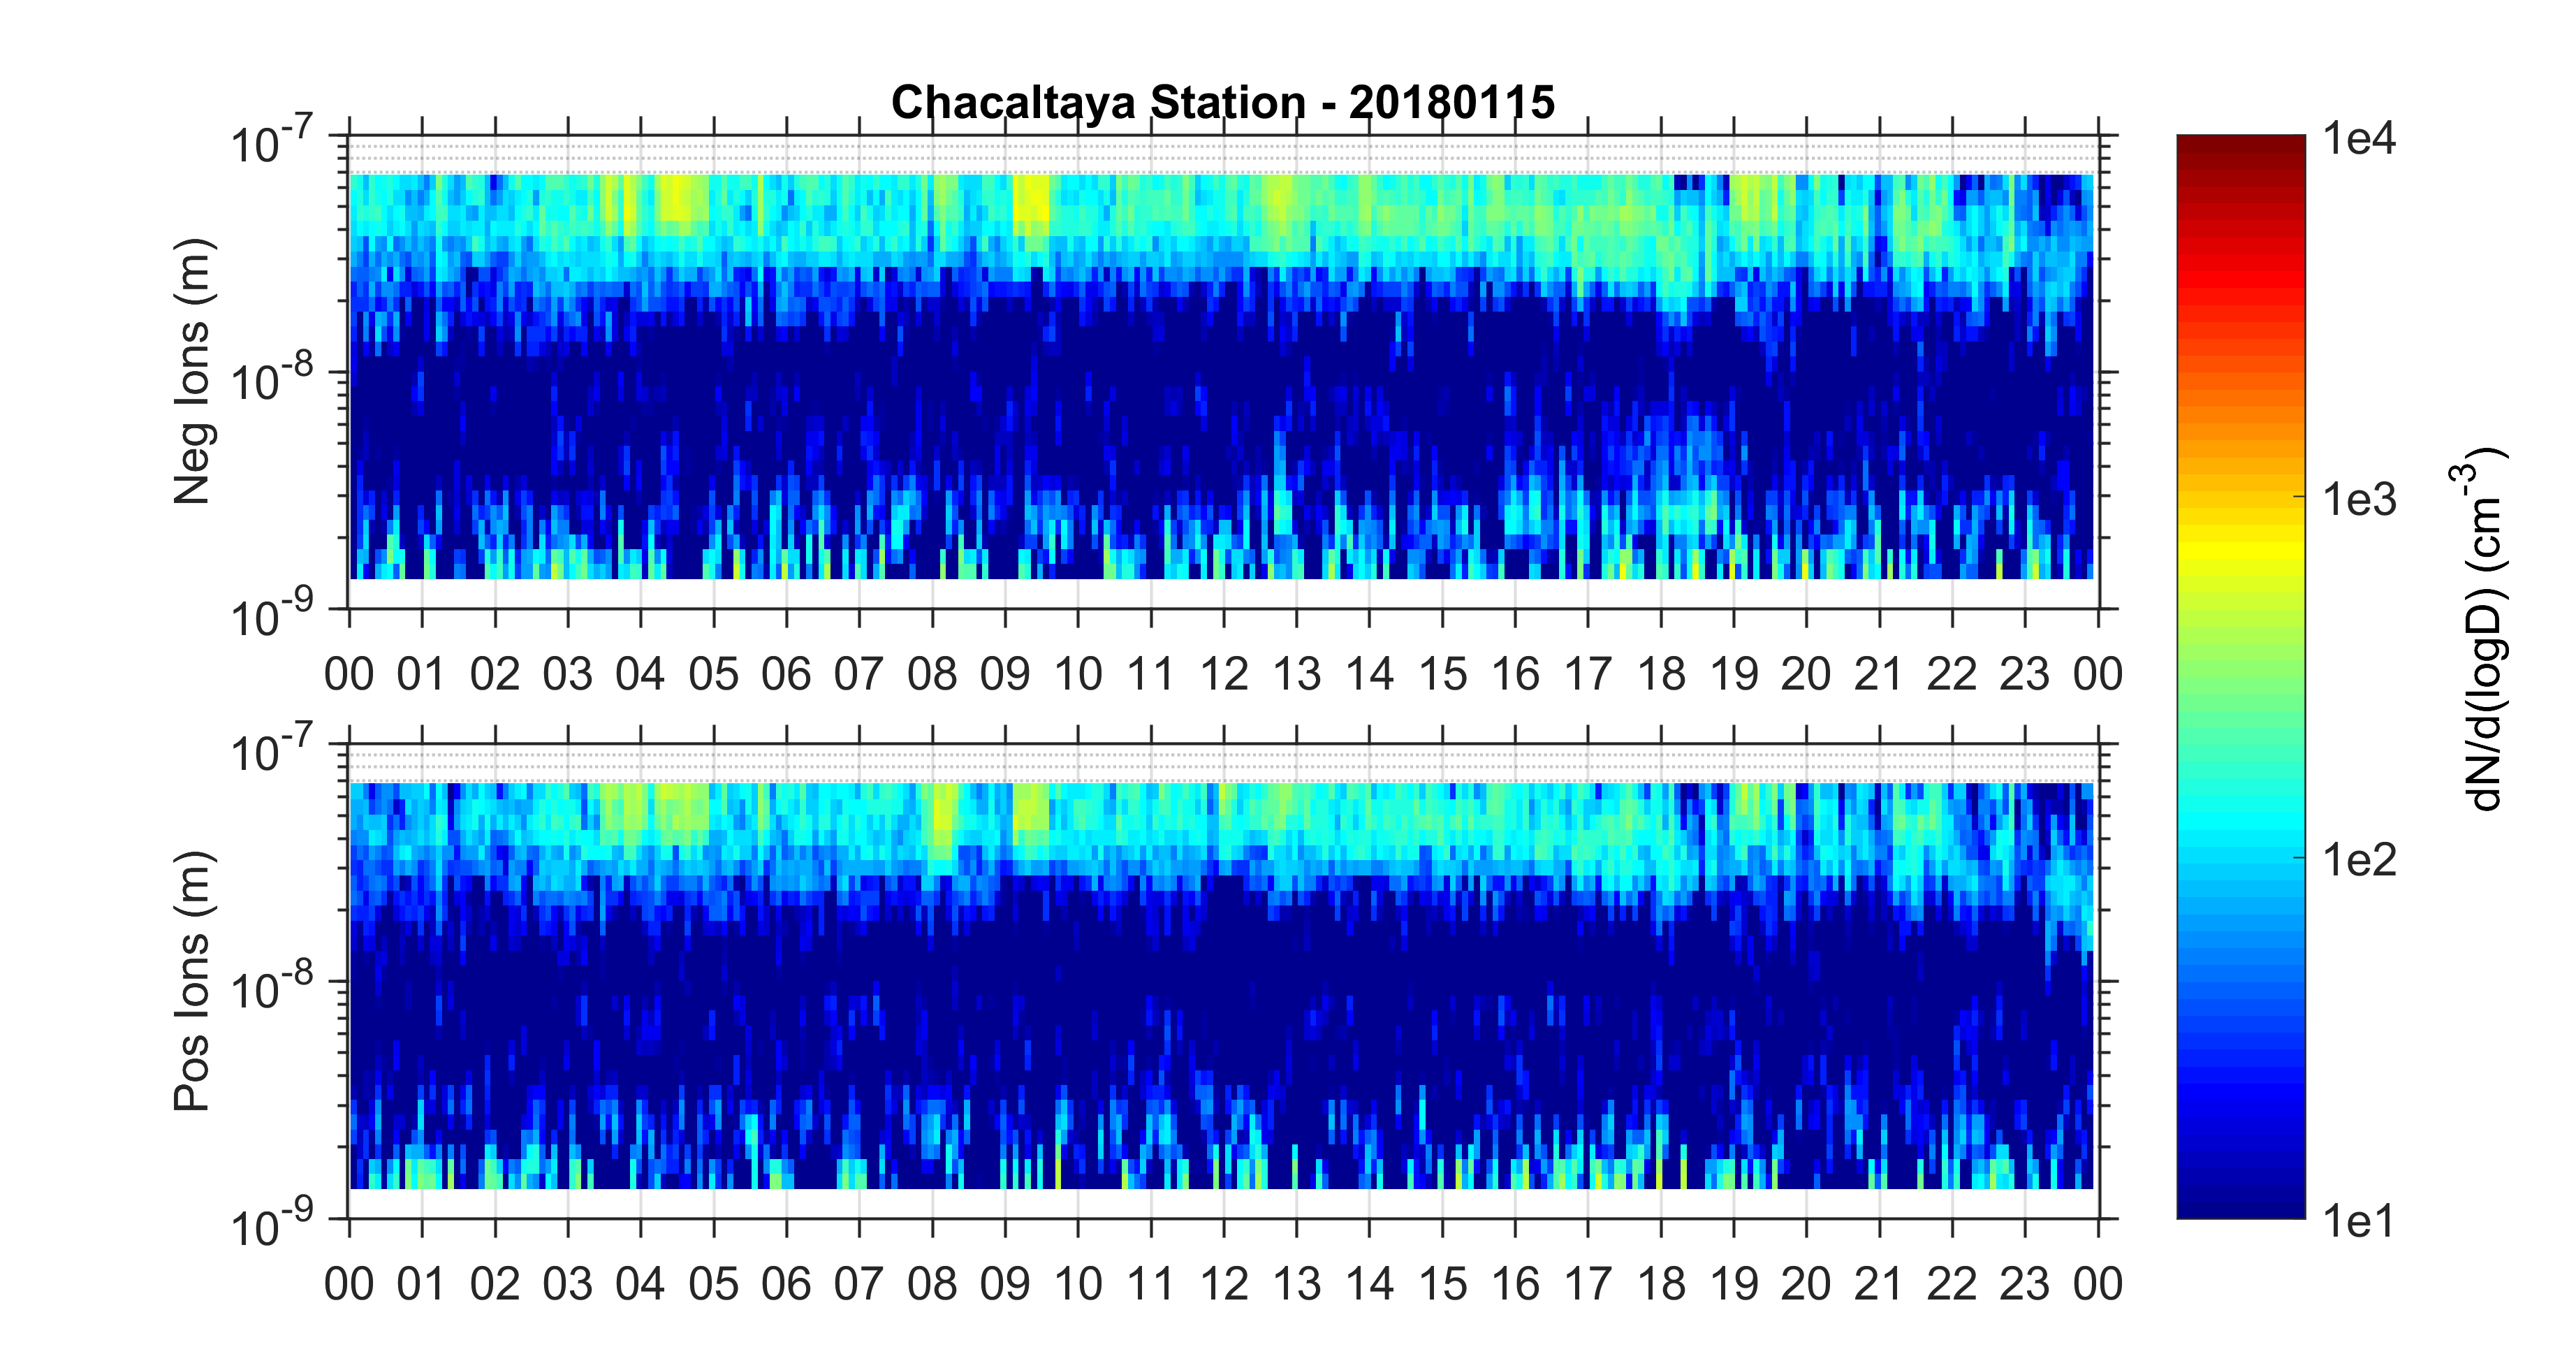 Chacaltaya Station - 20180115
Neg Ions (m)
10-7
10-8
10-9
00 01 02 03 04 05 06 07 08 09 10 11 12 13 14 15 16 17 18 19 20 21 22 23 00
Pos Ions (m)
10-7
10-8
10-9
00 01 02 03 04 05 06 07 08 09 10 11 12 13 14 15 16 17 18 19 20 21 22 23 00
1e4
1e3
1e2
1e1
dN/d(logD) (cm-3)